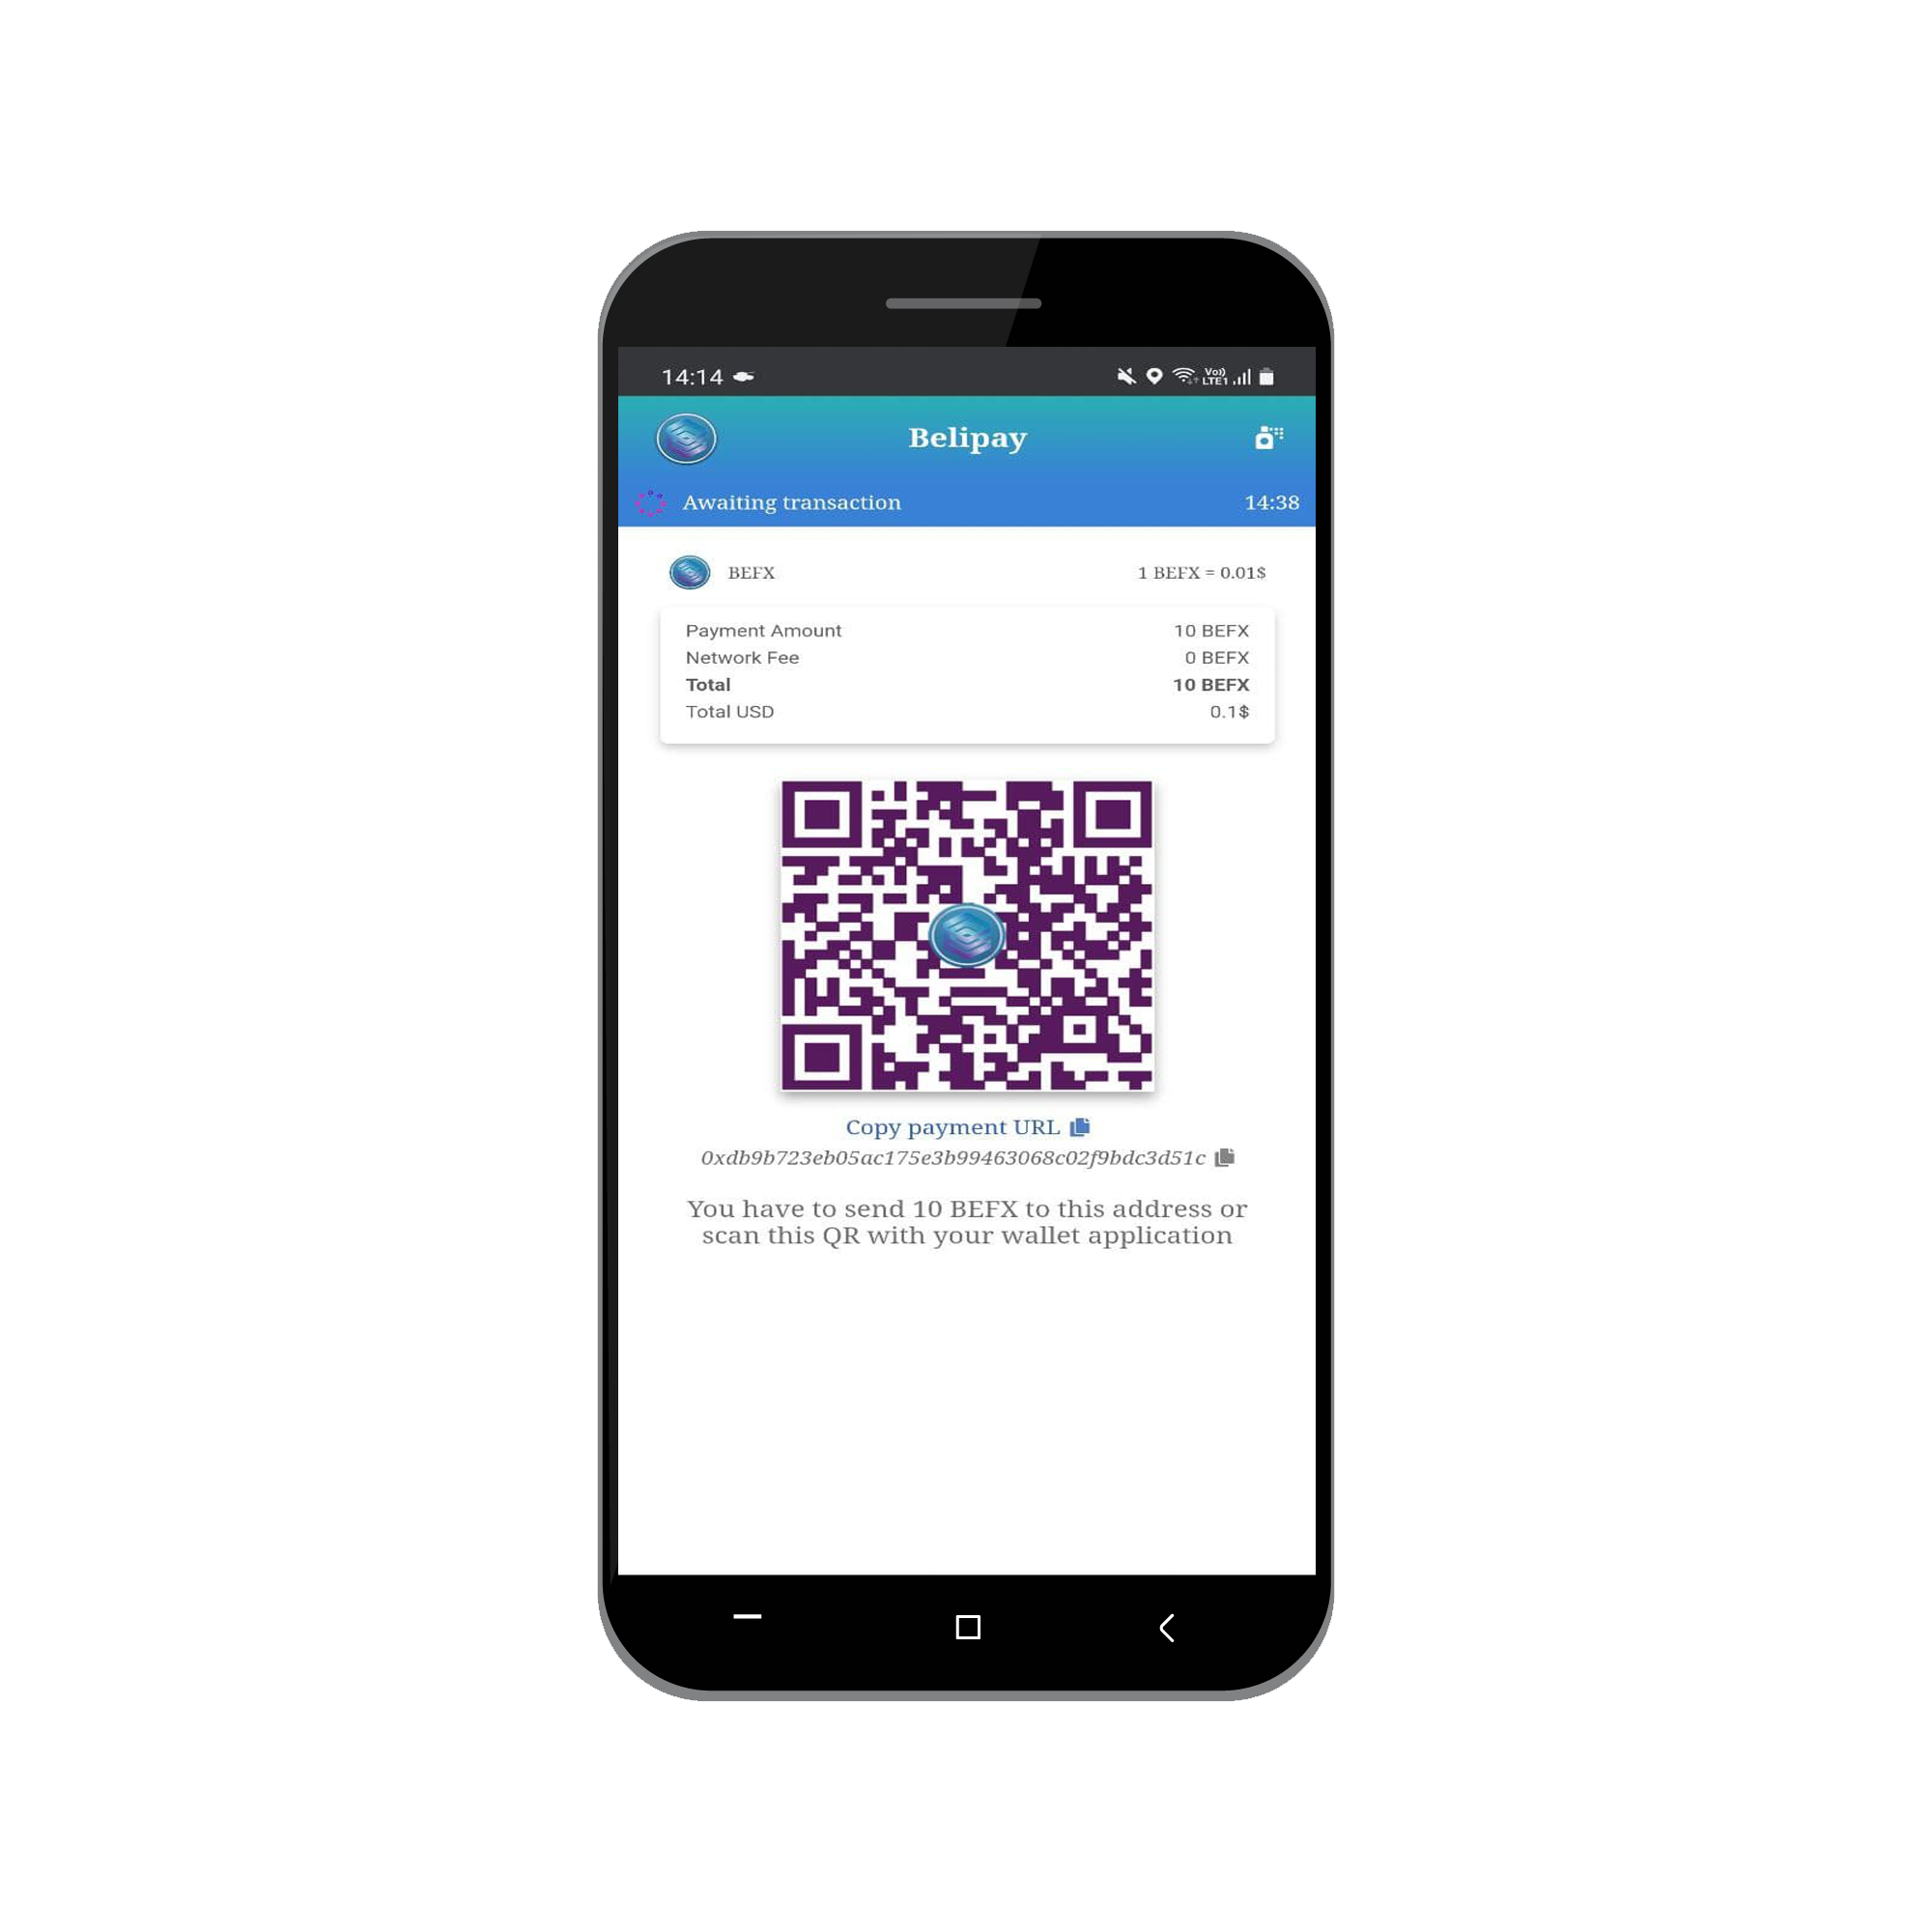 14:14
Vo)) LTE1
Belipay
Awaiting transaction 14:38
BEFX 1 BEFX = 0.01$
Payment Amount 10 BEFX
Network Fee 0 BEFX
Total 10 BEFX
Total USD 0.1$
Copy payment URL
0xdb9b723eb05ac175e3b99463068c02f9bdc3d51c
You have to send 10 BEFX to this address or
scan this QR with your wallet application